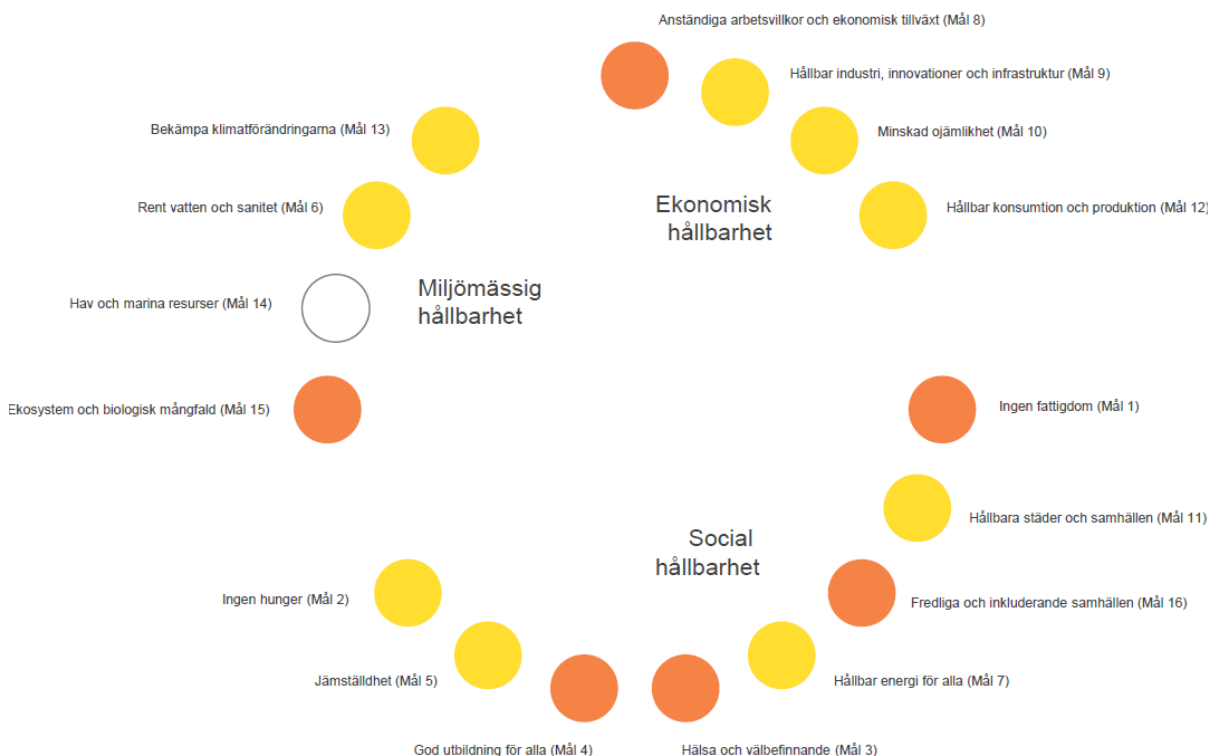 Anständiga arbetsvillkor och ekonomisk tillväxt (Mål 8)
Hållbar industri, innovationer och infrastruktur (Mål 9)
Bekämpa klimatförändringarna (Mål 13)
Minskad ojämlikhet (Mål 10)
Rent vatten och sanitet (Mål 6)
Ekonomisk
hållbarhet
Hållbar konsumtion och produktion (Mål 12)
Hav och marina resurser (Mål 14)
Miljömässig
hållbarhet
Ekosystem och biologisk mångfald (Mål 15)
Ingen fattigdom (Mål 1)
Hållbara städer och samhällen (Mål 11)
Social
hållbarhet
Ingen hunger (Mål 2)
Fredliga och inkluderande samhällen (Mål 16)
Jämställdhet (Mål 5)
Hållbar energi för alla (Mål 7)
God utbildning för alla (Mål 4)
Hälsa och välbefinnande (Mål 3)